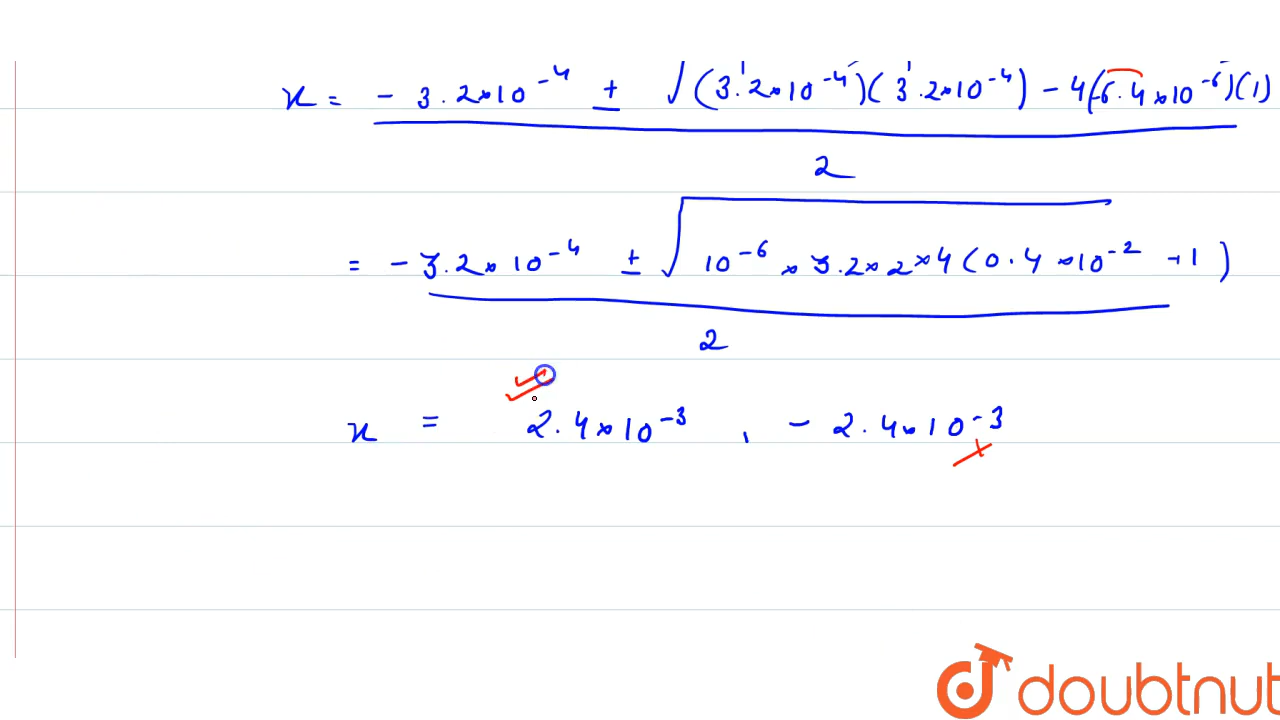 x = - 3.2×10⁻⁴ ± √(3.2×10⁻⁴)(3.2×10⁻⁴) - 4(-6.4×10⁻⁶)(1)
2
= - 3.2×10⁻⁴ ± √10⁻⁶ × 3.2×2×4(0.4×10⁻² +1)
2
x = 2.4×10⁻³ , - 2.4×10⁻³
doubtnut